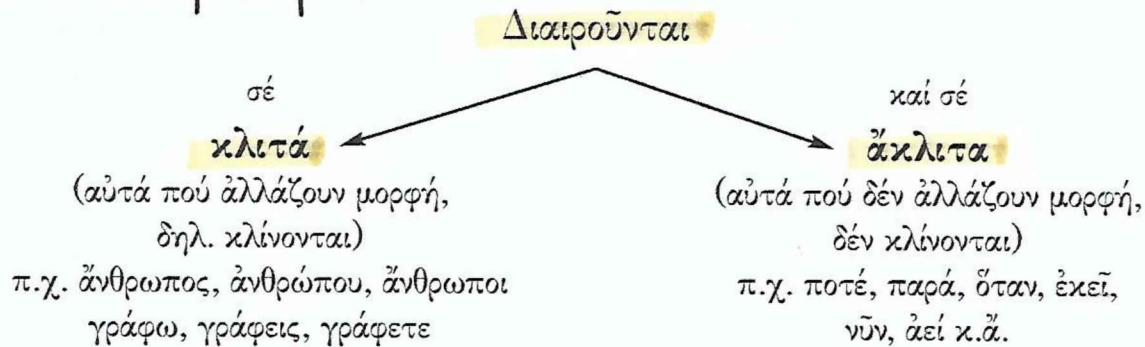 Διαιροῦνται
σέ
κλιτά
(αὐτά πού ἀλλάζουν μορφή,
δηλ. κλίνονται)
π.χ. ἄνθρωπος, ἀνθρώπου, ἄνθρωποι
γράφω, γράφεις, γράφετε
καί σέ
ἄκλιτα
(αὐτά πού δέν ἀλλάζουν μορφή,
δέν κλίνονται)
π.χ. ποτέ, παρά, ὅταν, ἐκεῖ,
νῦν, ἀεί κ.ἄ.